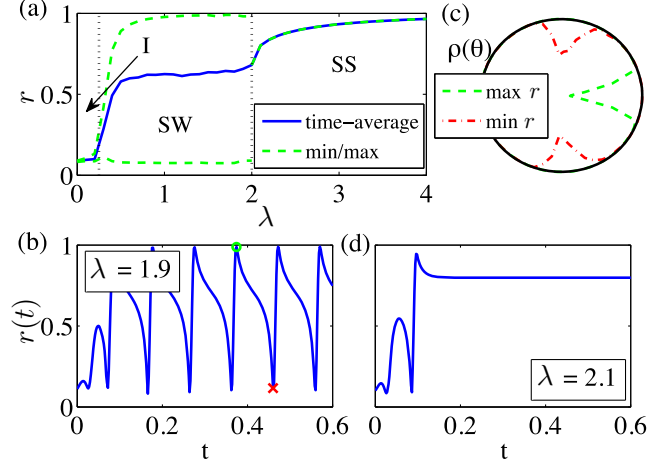 (a)
1
0.5
0
r
I
SW
SS
time-average
min/max
0
1
2
3
4
λ
(c)
ρ(θ)
max r
min r
(b)
1
0.5
0
r(t)
λ = 1.9
0
0.2
0.4
0.6
t
(d)
λ = 2.1
0
0.2
0.4
0.6
t